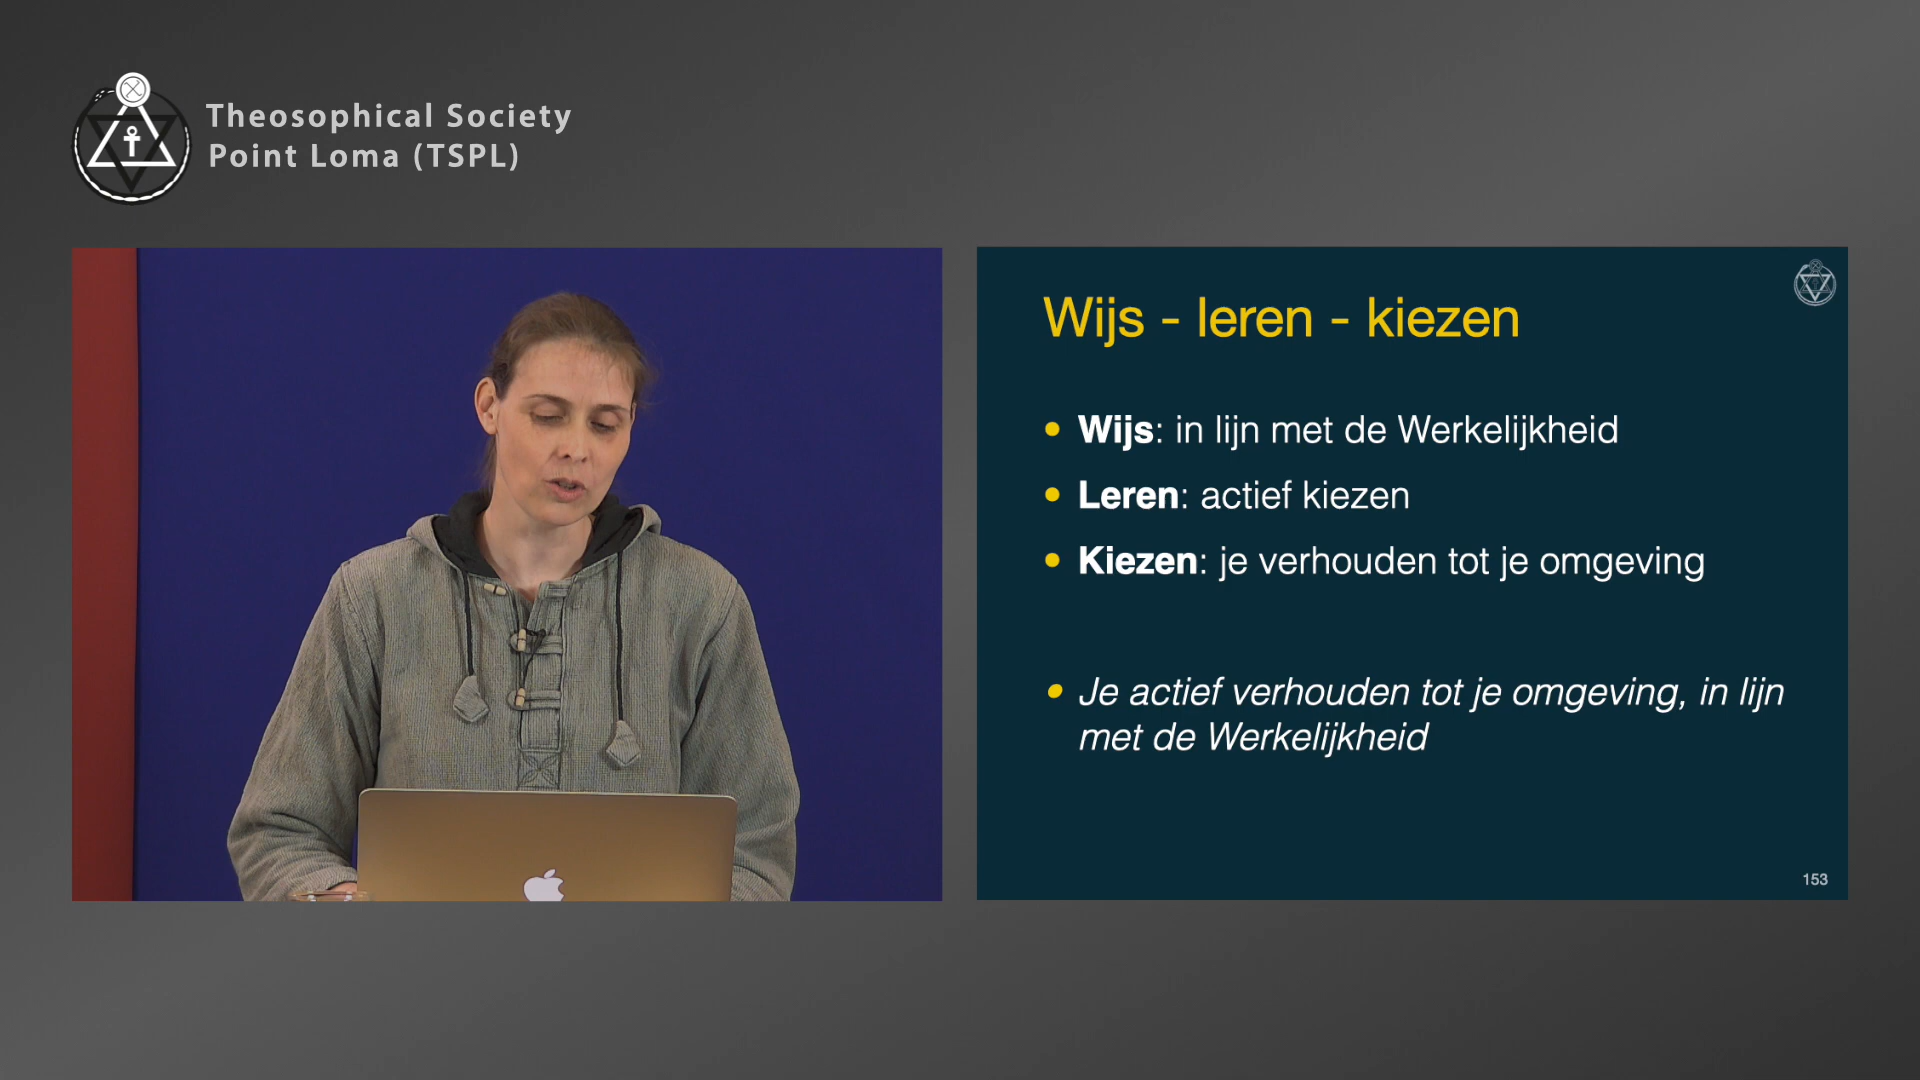 Theosophical Society
Point Loma (TSPL)
Wijs - leren - kiezen
• Wijs: in lijn met de Werkelijkheid
• Leren: actief kiezen
• Kiezen: je verhouden tot je omgeving
• Je actief verhouden tot je omgeving, in lijn
met de Werkelijkheid
153